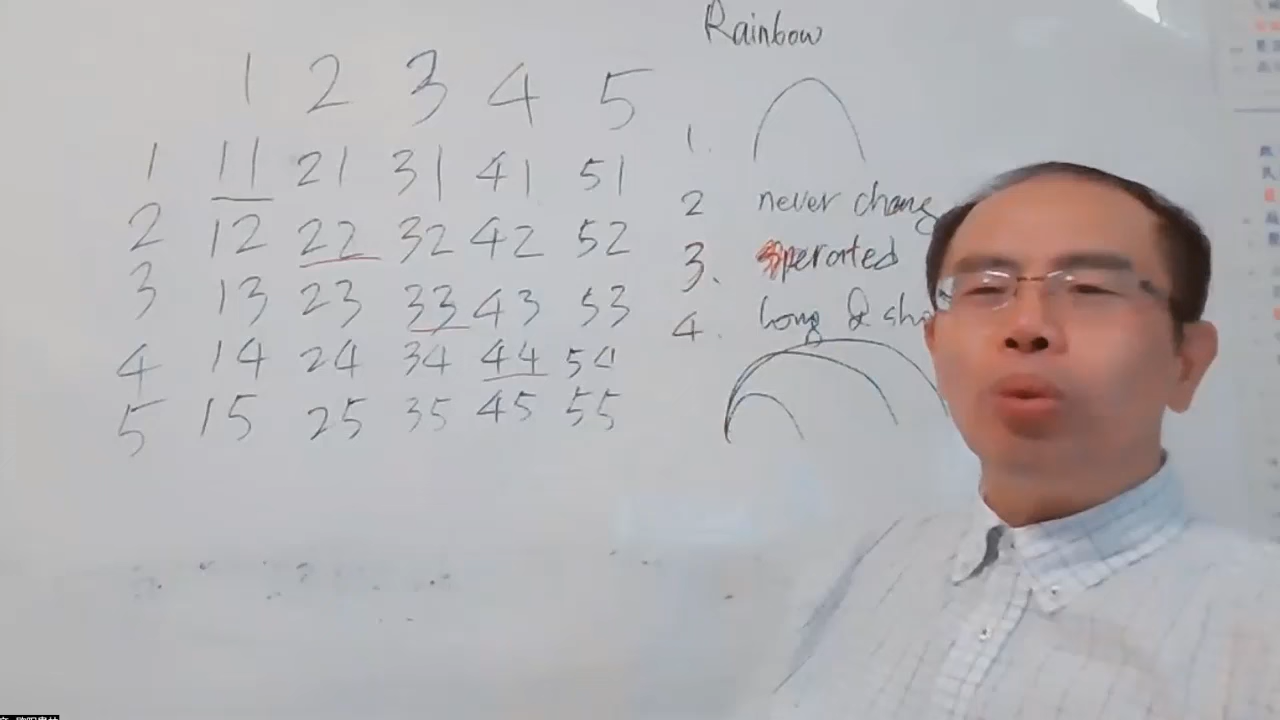 Rainbow
1 2 3 4 5
1 11 21 31 41 51
2 12 22 32 42 52
3 13 23 33 43 53
4 14 24 34 44 54
5 15 25 35 45 55
1.
2 never chang
3. sperated
4. long & sho